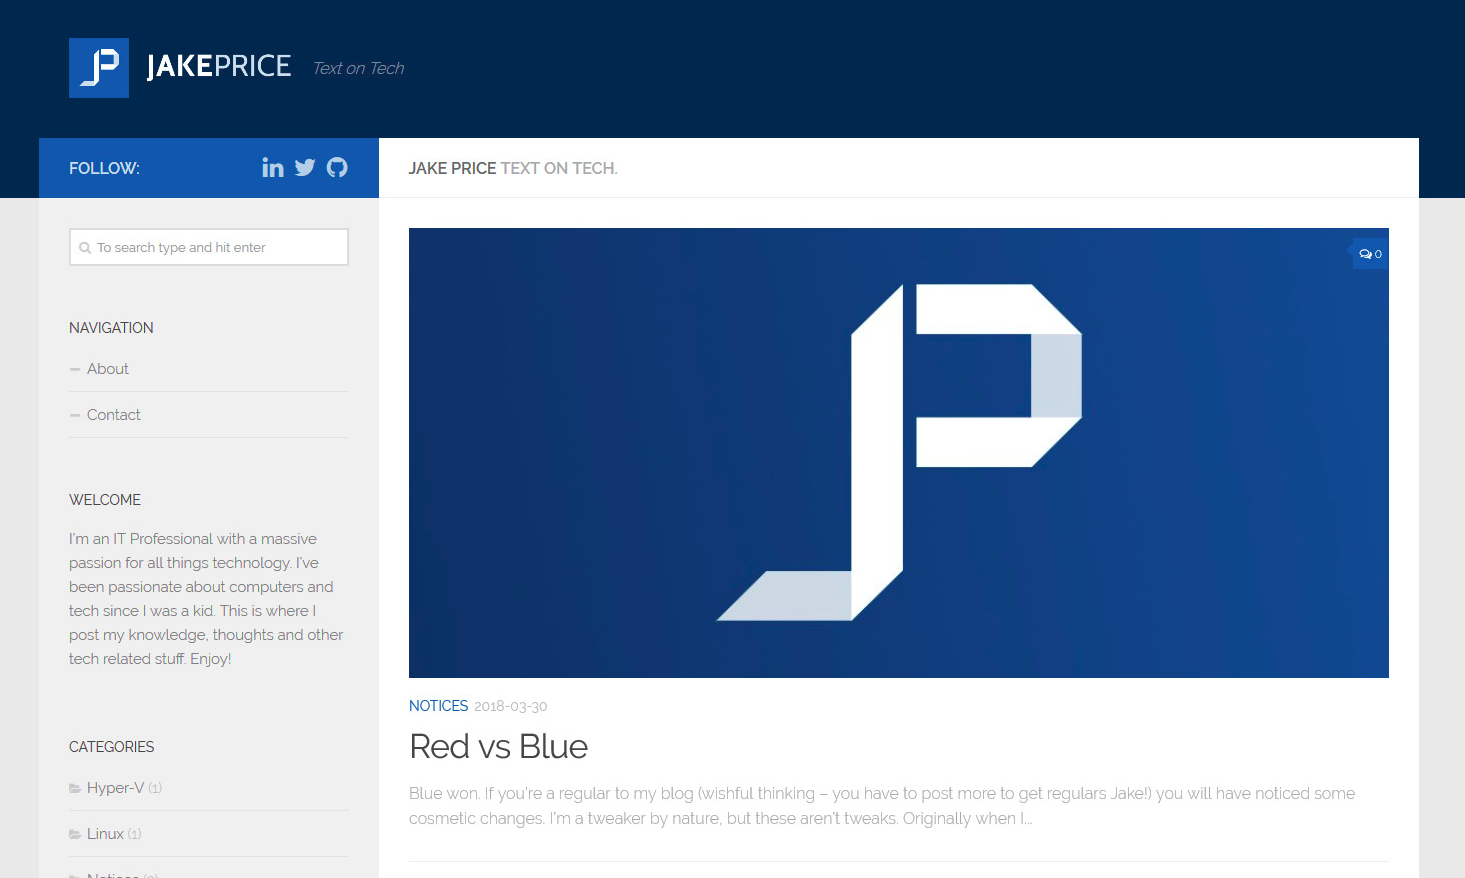 JAKEPRICE Text on Tech
FOLLOW:
JAKE PRICE TEXT ON TECH.
To search type and hit enter
NAVIGATION
About
Contact
WELCOME
I'm an IT Professional with a massive
passion for all things technology. I've
been passionate about computers and
tech since I was a kid. This is where I
post my knowledge, thoughts and other
tech related stuff. Enjoy!
CATEGORIES
Hyper-V (1)
Linux (1)
0
NOTICES 2018-03-30
Red vs Blue
Blue won. If you're a regular to my blog (wishful thinking – you have to post more to get regulars Jake!) you will have noticed some
cosmetic changes. I'm a tweaker by nature, but these aren't tweaks. Originally when I...